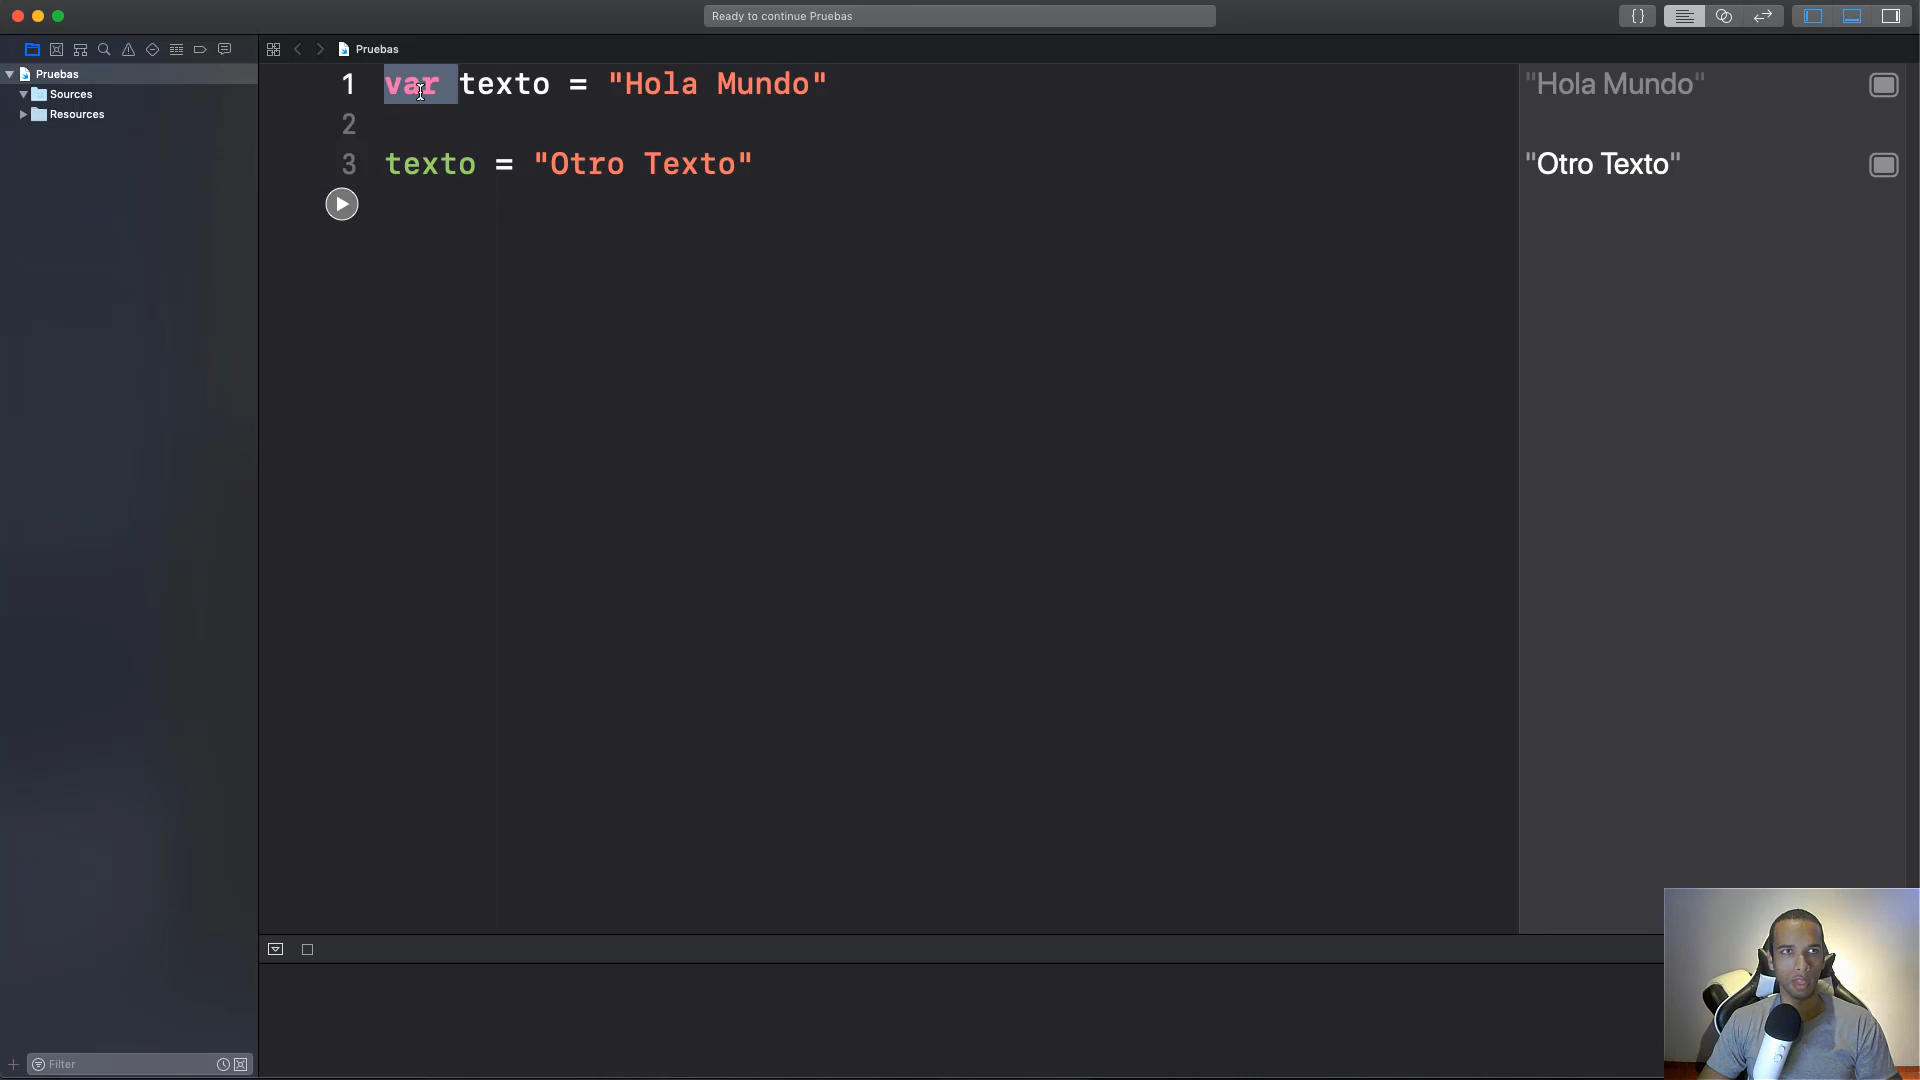 Ready to continue Pruebas
{ }
Pruebas
Pruebas
Sources
Resources
1 var texto = "Hola Mundo"
2
3 texto = "Otro Texto"
"Hola Mundo"
"Otro Texto"
Filter